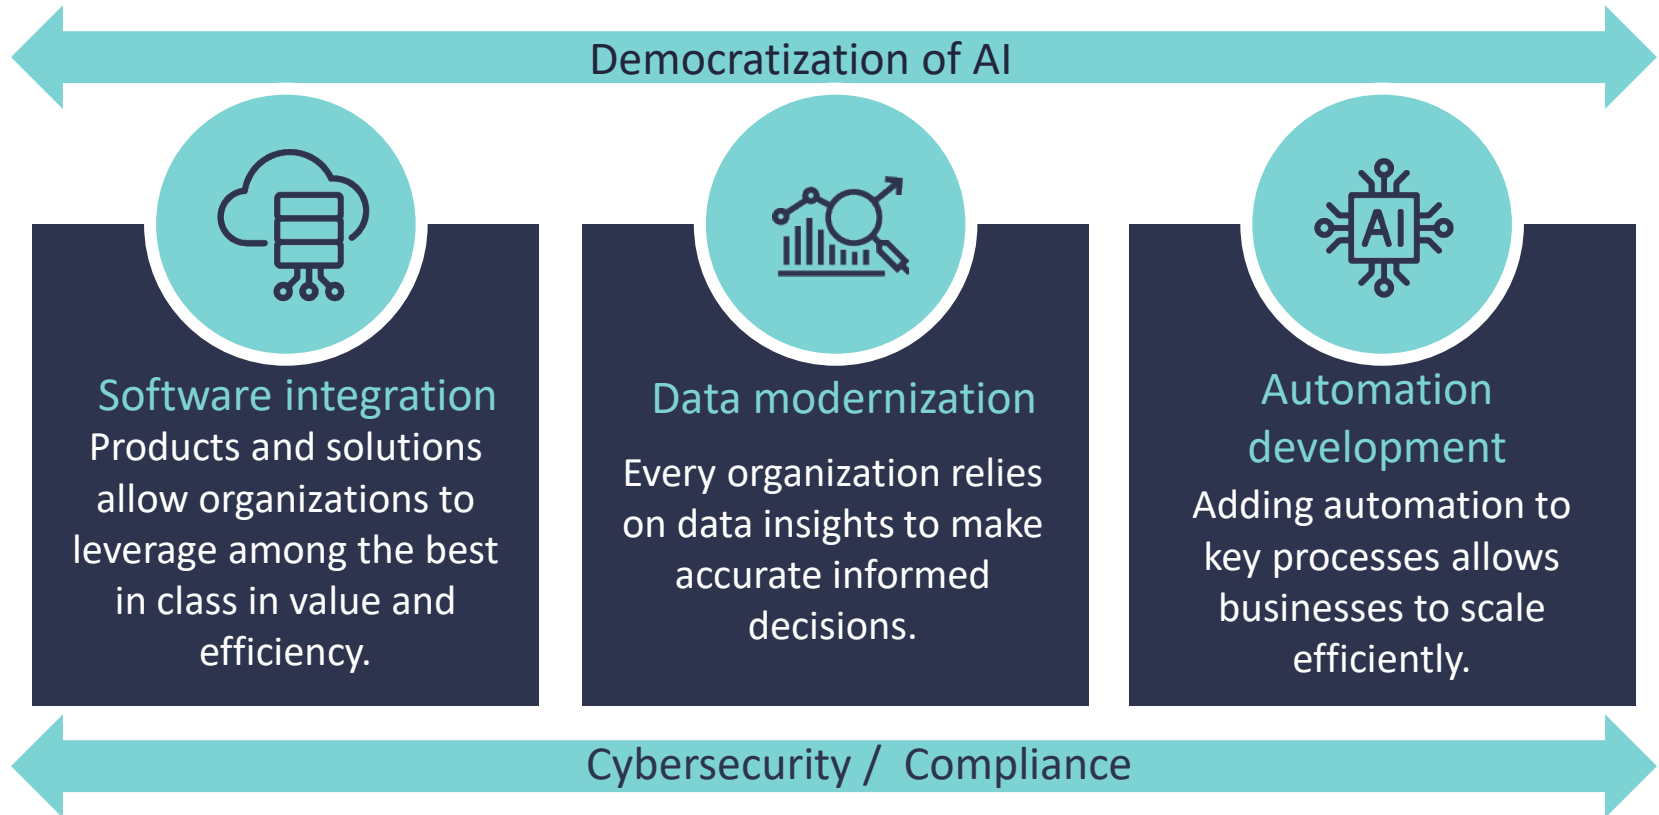 Democratization of AI
AI
Software integration
Products and solutions
allow organizations to
leverage among the best
in class in value and
efficiency.
Data modernization
Every organization relies
on data insights to make
accurate informed
decisions.
Automation
development
Adding automation to
key processes allows
businesses to scale
efficiently.
Cybersecurity / Compliance